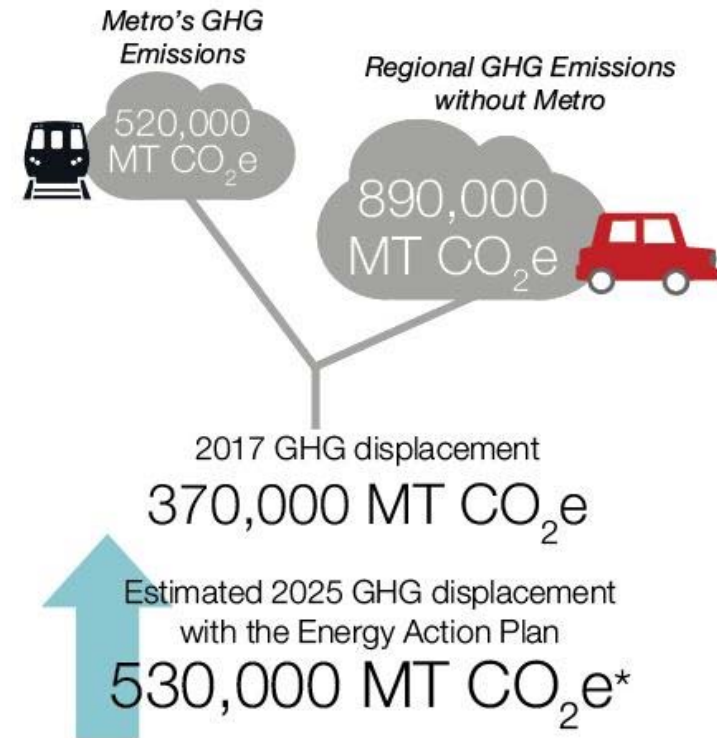 Metro's GHG
Emissions
520,000
MT CO₂e
Regional GHG Emissions
without Metro
890,000
MT CO₂e
2017 GHG displacement
370,000 MT CO₂e
Estimated 2025 GHG displacement
with the Energy Action Plan
530,000 MT CO₂e*